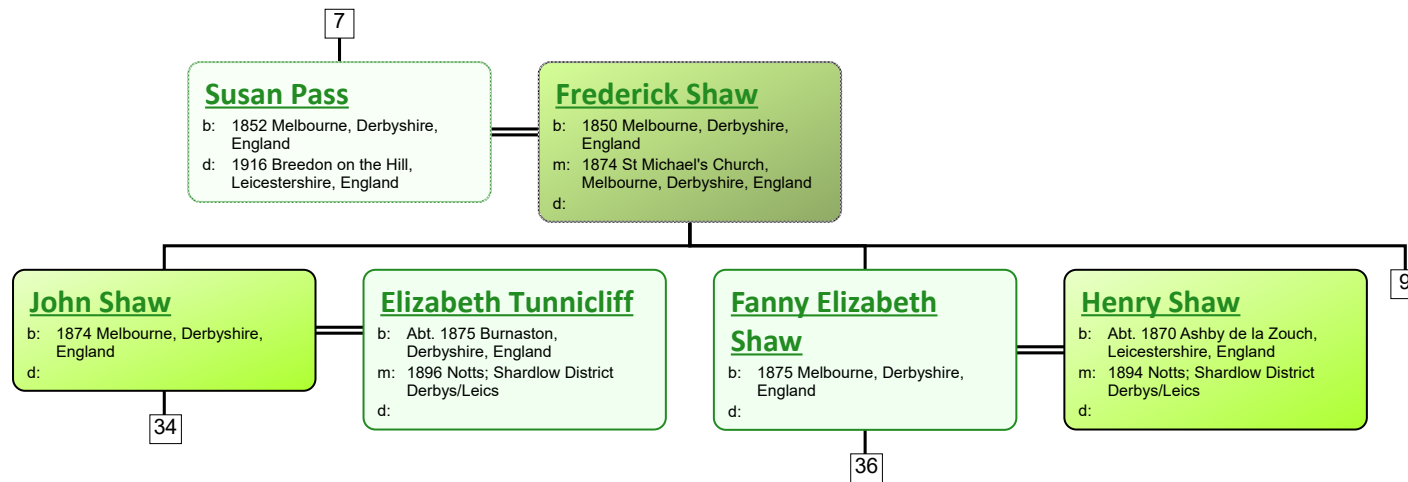 7
Susan Pass
b: 1852 Melbourne, Derbyshire,
England
d: 1916 Breedon on the Hill,
Leicestershire, England
Frederick Shaw
b: 1850 Melbourne, Derbyshire,
England
m: 1874 St Michael's Church,
Melbourne, Derbyshire, England
d:
John Shaw
b: 1874 Melbourne, Derbyshire,
England
d:
34
Elizabeth Tunnicliff
b: Abt. 1875 Burnaston,
Derbyshire, England
m: 1896 Notts; Shardlow District
Derbys/Leics
d:
Fanny Elizabeth
Shaw
b: 1875 Melbourne, Derbyshire,
England
d:
36
Henry Shaw
b: Abt. 1870 Ashby de la Zouch,
Leicestershire, England
m: 1894 Notts; Shardlow District
Derbys/Leics
d:
9